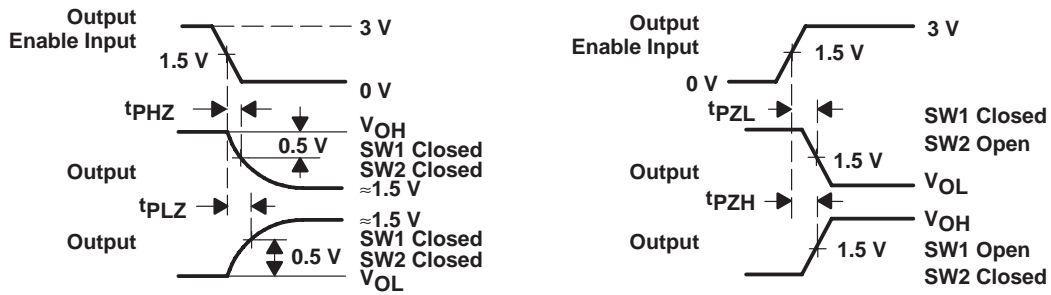 Output
Enable Input
3 V
1.5 V
0 V
tPHZ
VOH
0.5 V
SW1 Closed
SW2 Closed
Output
≈1.5 V
tPLZ
≈1.5 V
SW1 Closed
Output
0.5 V
SW2 Closed
VOL
Output
Enable Input
3 V
1.5 V
0 V
tPZL
SW1 Closed
SW2 Open
1.5 V
Output
VOL
tPZH
VOH
Output
1.5 V
SW1 Open
SW2 Closed